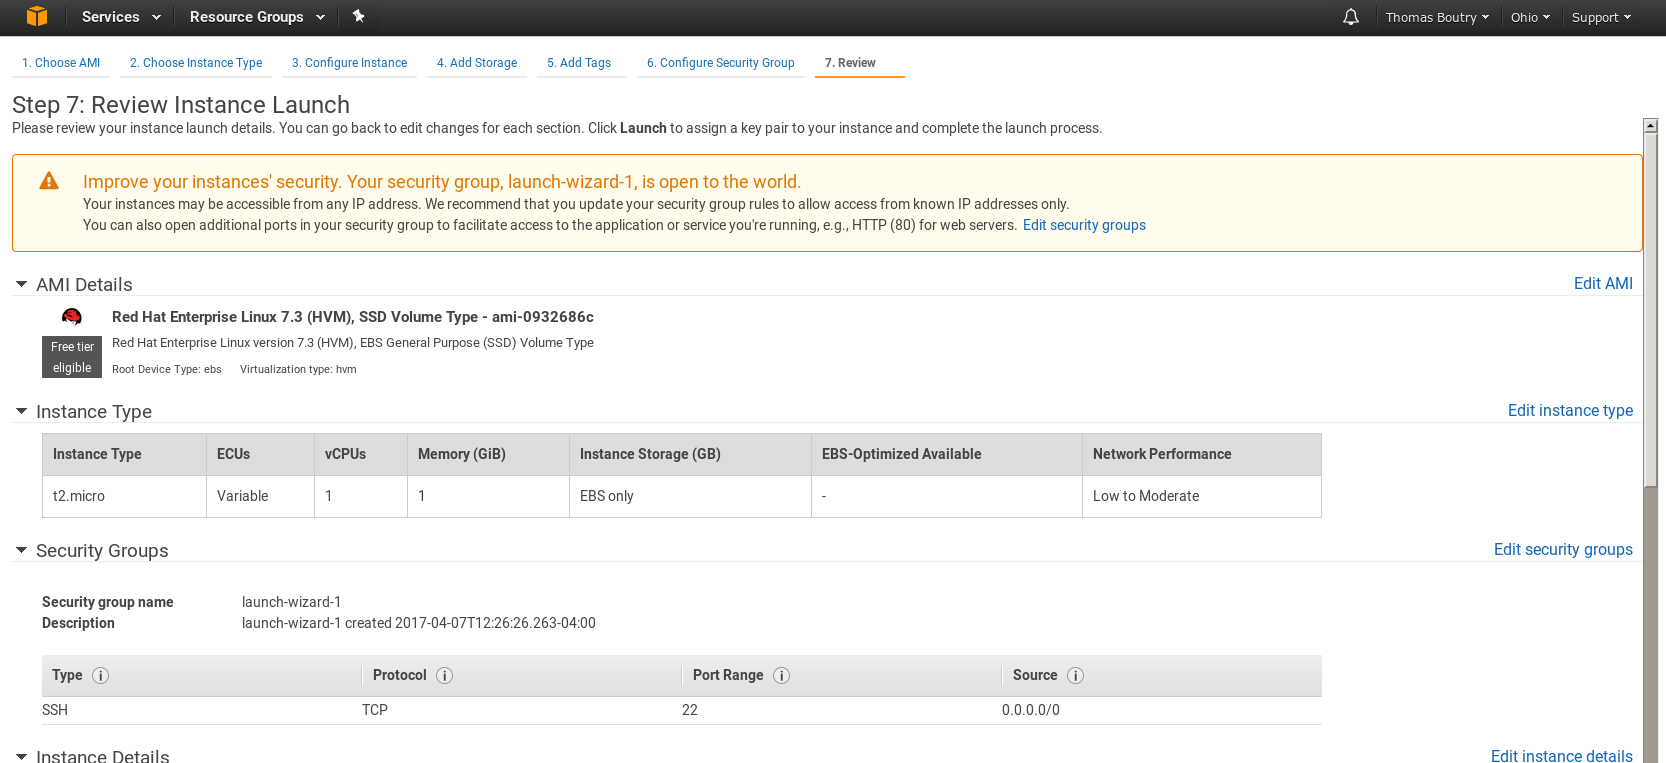 Services Resource Groups Thomas Boutry Ohio Support
1. Choose AMI 2. Choose Instance Type 3. Configure Instance 4. Add Storage 5. Add Tags 6. Configure Security Group 7. Review
Step 7: Review Instance Launch
Please review your instance launch details. You can go back to edit changes for each section. Click Launch to assign a key pair to your instance and complete the launch process.
Improve your instances' security. Your security group, launch-wizard-1, is open to the world.
Your instances may be accessible from any IP address. We recommend that you update your security group rules to allow access from known IP addresses only.
You can also open additional ports in your security group to facilitate access to the application or service you're running, e.g., HTTP (80) for web servers. Edit security groups
AMI Details Edit AMI
Red Hat Enterprise Linux 7.3 (HVM), SSD Volume Type - ami-0932686c
Free tier eligible
Red Hat Enterprise Linux version 7.3 (HVM), EBS General Purpose (SSD) Volume Type
Root Device Type: ebs Virtualization type: hvm
Instance Type Edit instance type
Instance Type ECUs vCPUs Memory (GiB) Instance Storage (GB) EBS-Optimized Available Network Performance
t2.micro Variable 1 1 EBS only - Low to Moderate
Security Groups Edit security groups
Security group name launch-wizard-1
Description launch-wizard-1 created 2017-04-07T12:26:26.263-04:00
Type Protocol Port Range Source
SSH TCP 22 0.0.0.0/0
Instance Details Edit instance details